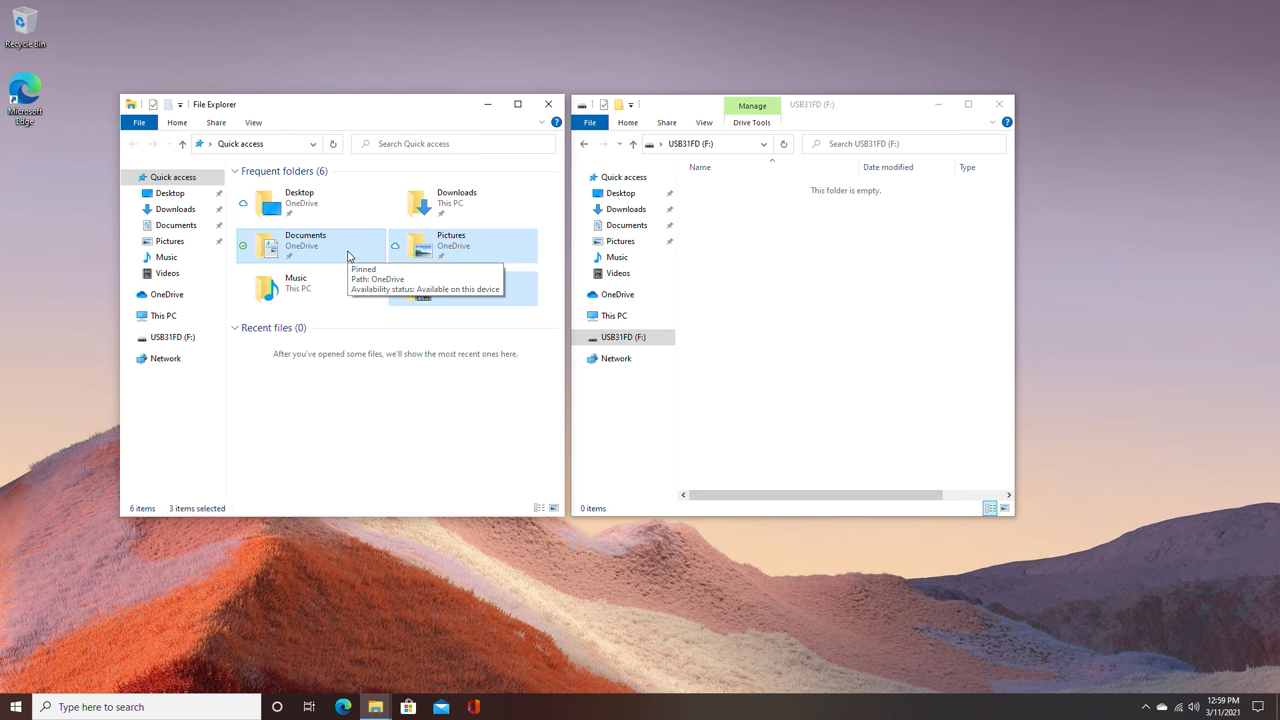 Recycle Bin
Microsoft
Edge
File Explorer
File
Home
Share
View
Quick access
Search Quick access
Quick access
Desktop
Downloads
Documents
Pictures
Music
Videos
OneDrive
This PC
USB31FD (F:)
Network
Frequent folders (6)
Desktop
OneDrive
Downloads
This PC
Documents
OneDrive
Pictures
OneDrive
Music
This PC
Pinned
Path: OneDrive
Availability status: Available on this device
Recent files (0)
After you've opened some files, we'll show the most recent ones here.
6 items
3 items selected
Manage
USB31FD (F:)
File
Home
Share
View
Drive Tools
USB31FD (F:)
Search USB31FD (F:)
Quick access
Desktop
Downloads
Documents
Pictures
Music
Videos
OneDrive
This PC
USB31FD (F:)
Network
Name
Date modified
Type
This folder is empty.
0 items
Type here to search
12:59 PM
3/11/2021